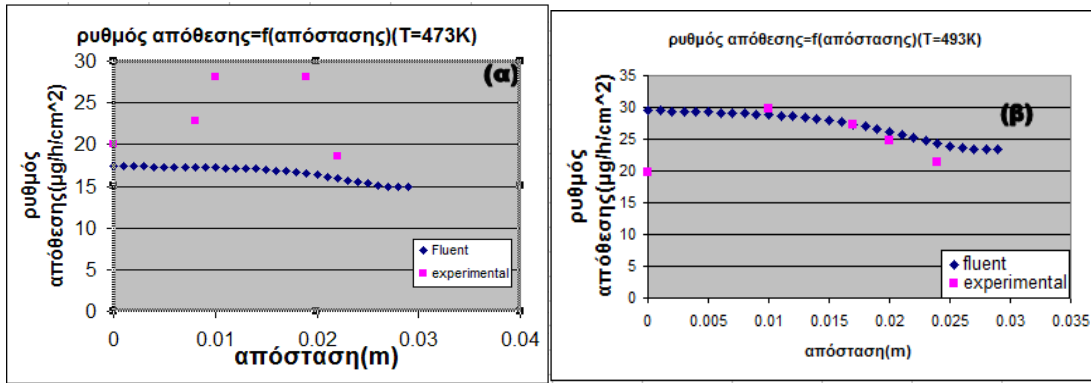 ρυθμός απόθεσης=f(απόστασης)(T=473K)
(α)
ρυθμός
απόθεσης(μg/h/cm^2)
30
25
20
15
10
5
0
0 0.01 0.02 0.03 0.04
απόσταση(m)
Fluent
experimental
ρυθμός απόθεσης=f(απόστασης)(T=493K)
(β)
ρυθμός
απόθεσης(μg/h/cm^2)
35
30
25
20
15
10
5
0
0 0.005 0.01 0.015 0.02 0.025 0.03 0.035
απόσταση(m)
fluent
experimental